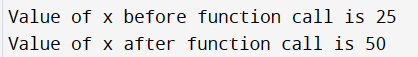 Value of x before function call is 25
Value of x after function call is 50